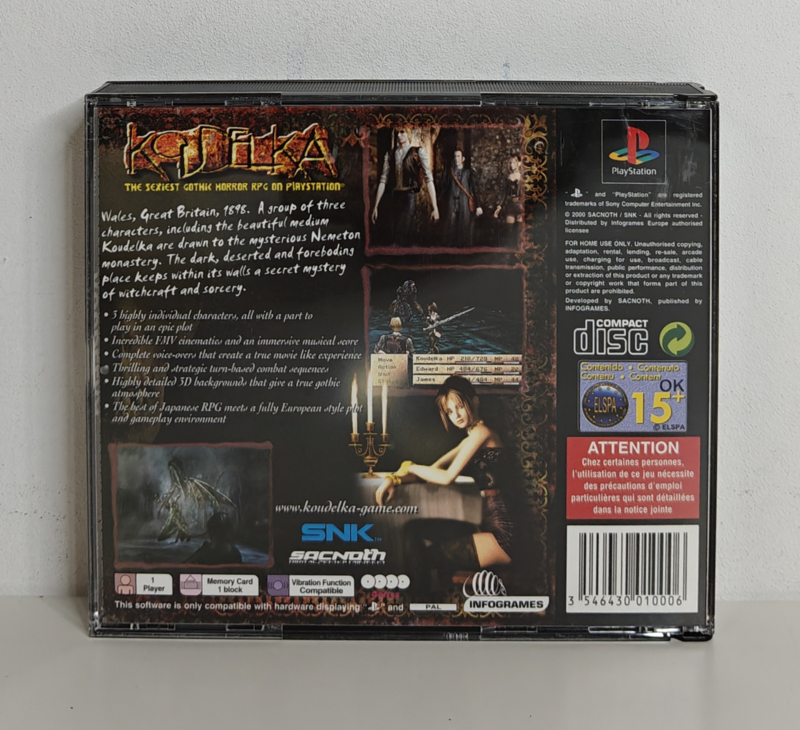 KOUDELKA
THE SEXIEST GOTHIC HORROR RPG ON PLAYSTATION
Wales, Great Britain, 1898. A group of three
characters, including the beautiful medium
Koudelka are drawn to the mysterious Nemeton
monastery. The dark, deserted and foreboding
place keeps within its walls a secret mystery
of witchcraft and sorcery.
• 3 highly individual characters, all with a part to
play in an epic plot
• Incredible FMV cinematics and an immersive musical score
• Complete voice-overs that create a true movie like experience
• Thrilling and strategic turn-based combat sequences
• Highly detailed 3D backgrounds that give a true gothic
atmosphere
• The best of Japanese RPG meets a fully European style plot
and gameplay environment
Move
Koudelka HP
Edward HP
James
www.koudelka-game.com
SNK
SACNOTH
1
Player
Memory Card
1 block
Vibration Function
Compatible
This software is only compatible with hardware displaying and PAL
INFOGRAMES
PlayStation
"PS" and "PlayStation" are registered
trademarks of Sony Computer Entertainment Inc.
© 2000 SACNOTH / SNK - All rights reserved -
Distributed by Infogrames Europe authorised
licensee
FOR HOME USE ONLY. Unauthorised copying,
adaptation, rental, lending, re-sale, arcade
use, charging for use, broadcast, cable
transmission, public performance, distribution
or extraction of this product or any trademark
or copyright work that forms part of this
product are prohibited.
Developed by SACNOTH, published by
INFOGRAMES.
COMPACT
disc
Contenido • Contenuto
Contenu • Content
OK
ELSPA
15+
© ELSPA
ATTENTION
Chez certaines personnes,
l'utilisation de ce jeu nécessite
des précautions d'emploi
particulières qui sont détaillées
dans la notice jointe
3 546430 010006